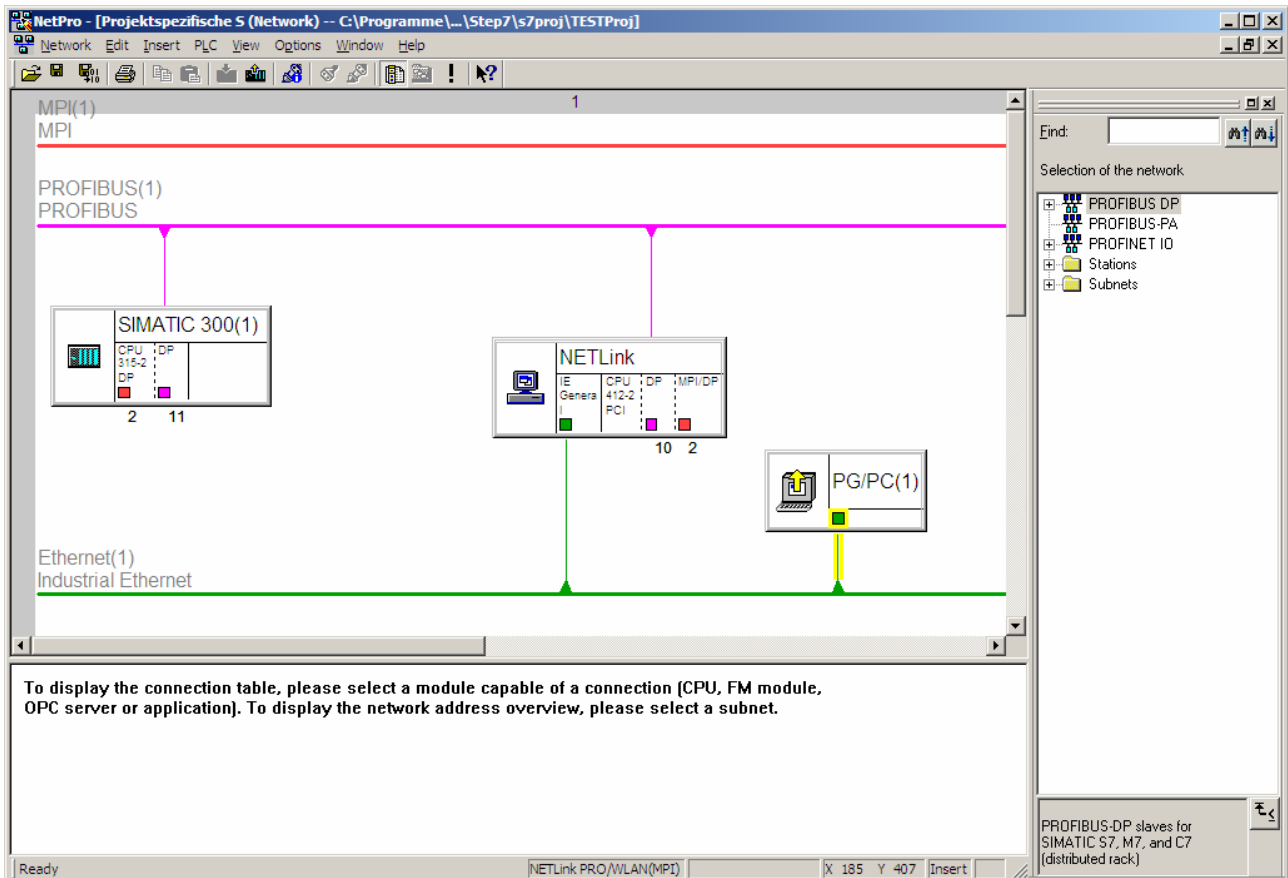 NetPro - [Projektspezifische S (Network) -- C:\Programme\...\Step7\s7proj\TESTProj]
Network Edit Insert PLC View Options Window Help
1
MPI(1)
MPI
PROFIBUS(1)
PROFIBUS
SIMATIC 300(1)
CPU DP
315-2
DP
2 11
NETLink
IE CPU DP MPI/DP
Genera 412-2
l PCI
10 2
PG/PC(1)
Ethernet(1)
Industrial Ethernet
Find:
Selection of the network
PROFIBUS DP
PROFIBUS-PA
PROFINET IO
Stations
Subnets
To display the connection table, please select a module capable of a connection (CPU, FM module,
OPC server or application). To display the network address overview, please select a subnet.
PROFIBUS-DP slaves for
SIMATIC S7, M7, and C7
(distributed rack)
Ready NETLink PRO/WLAN(MPI) X 185 Y 407 Insert